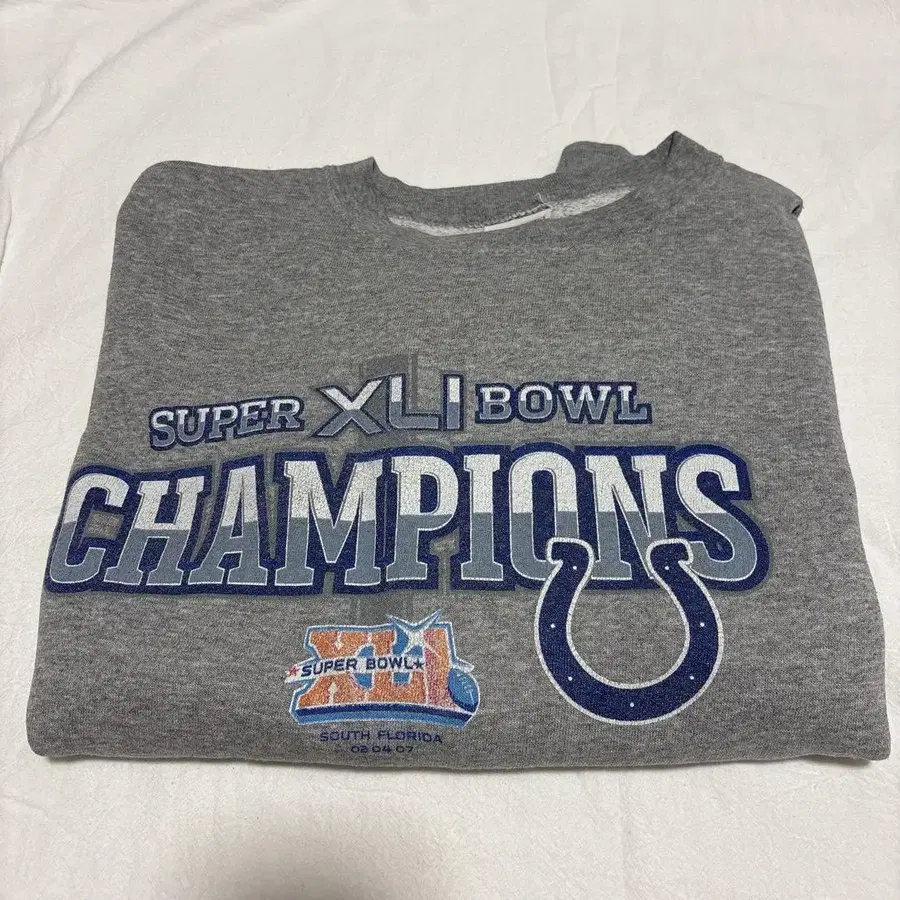 SUPER XLI BOWL
CHAMPIONS
XLI
SUPER BOWL
SOUTH FLORIDA
02 04 07